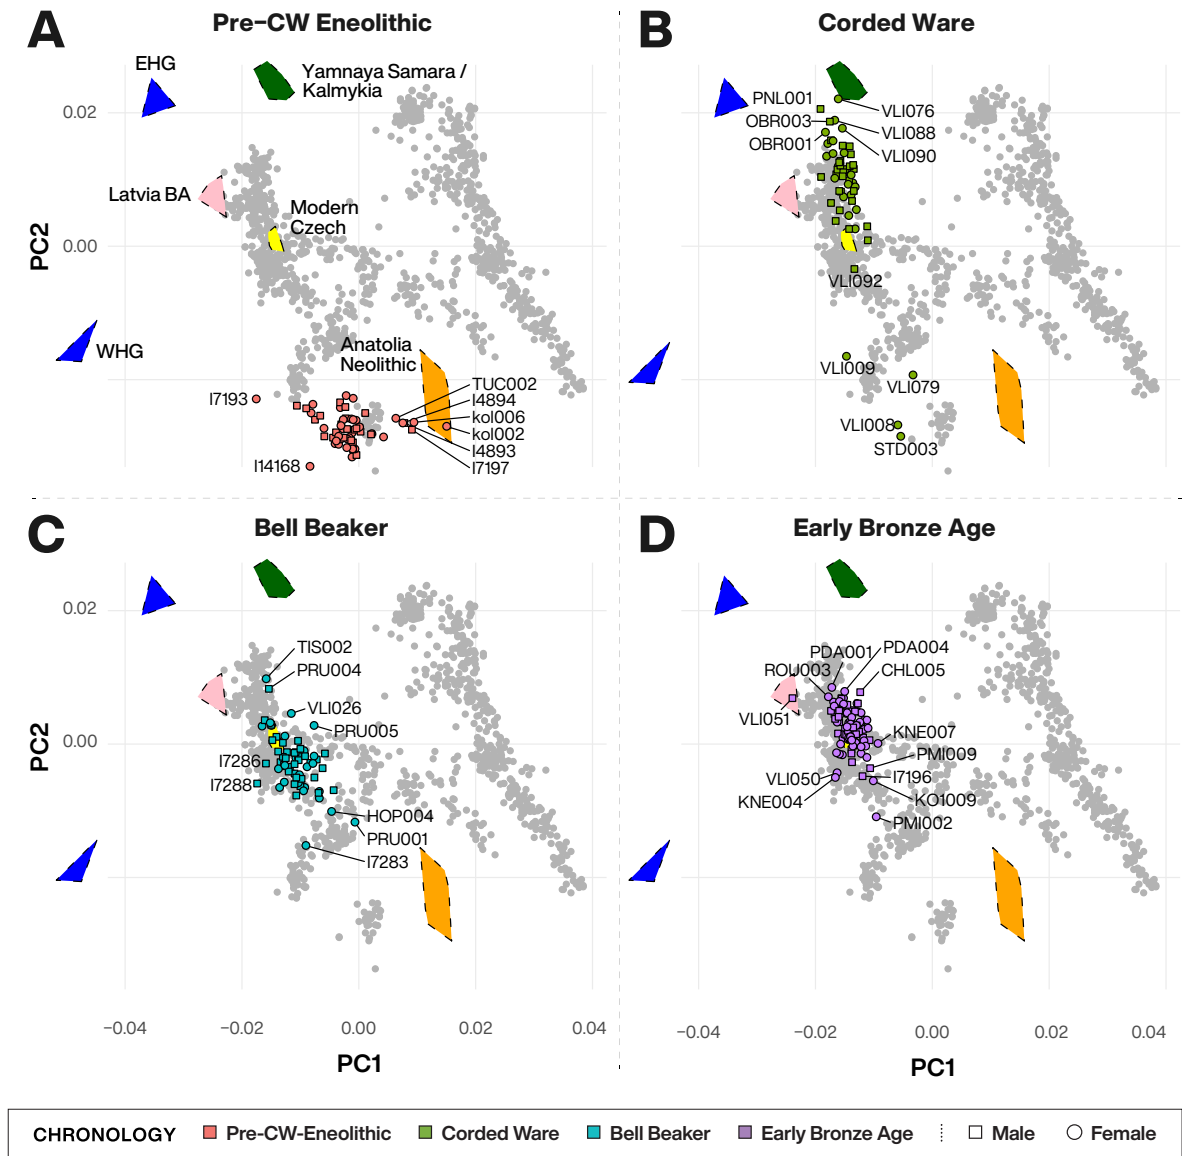 A
Pre-CW Eneolithic
EHG
Yamnaya Samara /
Kalmykia
0.02
Latvia BA
Modern
Czech
0.00
PC2
WHG
Anatolia
Neolithic
I7193
TUC002
I4894
kol006
kol002
I4893
I7197
I14168
B
Corded Ware
PNL001
VLI076
OBR003
VLI088
OBR001
VLI090
VLI092
VLI009
VLI079
VLI008
STD003
C
Bell Beaker
0.02
TIS002
PRU004
VLI026
PRU005
0.00
PC2
I7286
I7288
HOP004
PRU001
I7283
−0.04
−0.02
0.00
0.02
0.04
PC1
D
Early Bronze Age
PDA001
PDA004
ROU003
CHL005
VLI051
KNE007
PMI009
VLI050
I7196
KNE004
KO1009
PMI002
−0.04
−0.02
0.00
0.02
0.04
PC1
CHRONOLOGY Pre-CW-Eneolithic Corded Ware Bell Beaker Early Bronze Age Male Female